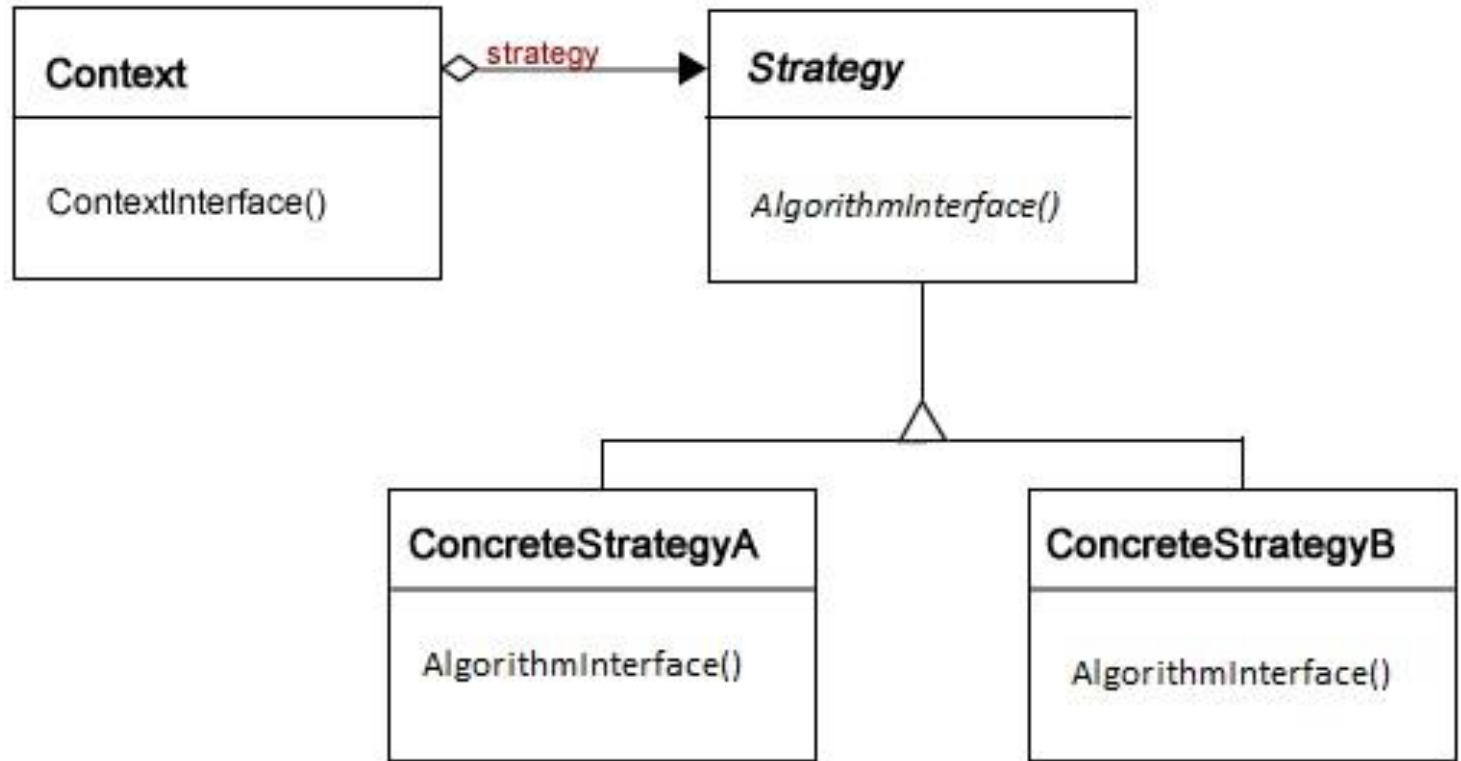 Context
ContextInterface()
strategy
Strategy
AlgorithmInterface()
ConcreteStrategyA
AlgorithmInterface()
ConcreteStrategyB
AlgorithmInterface()